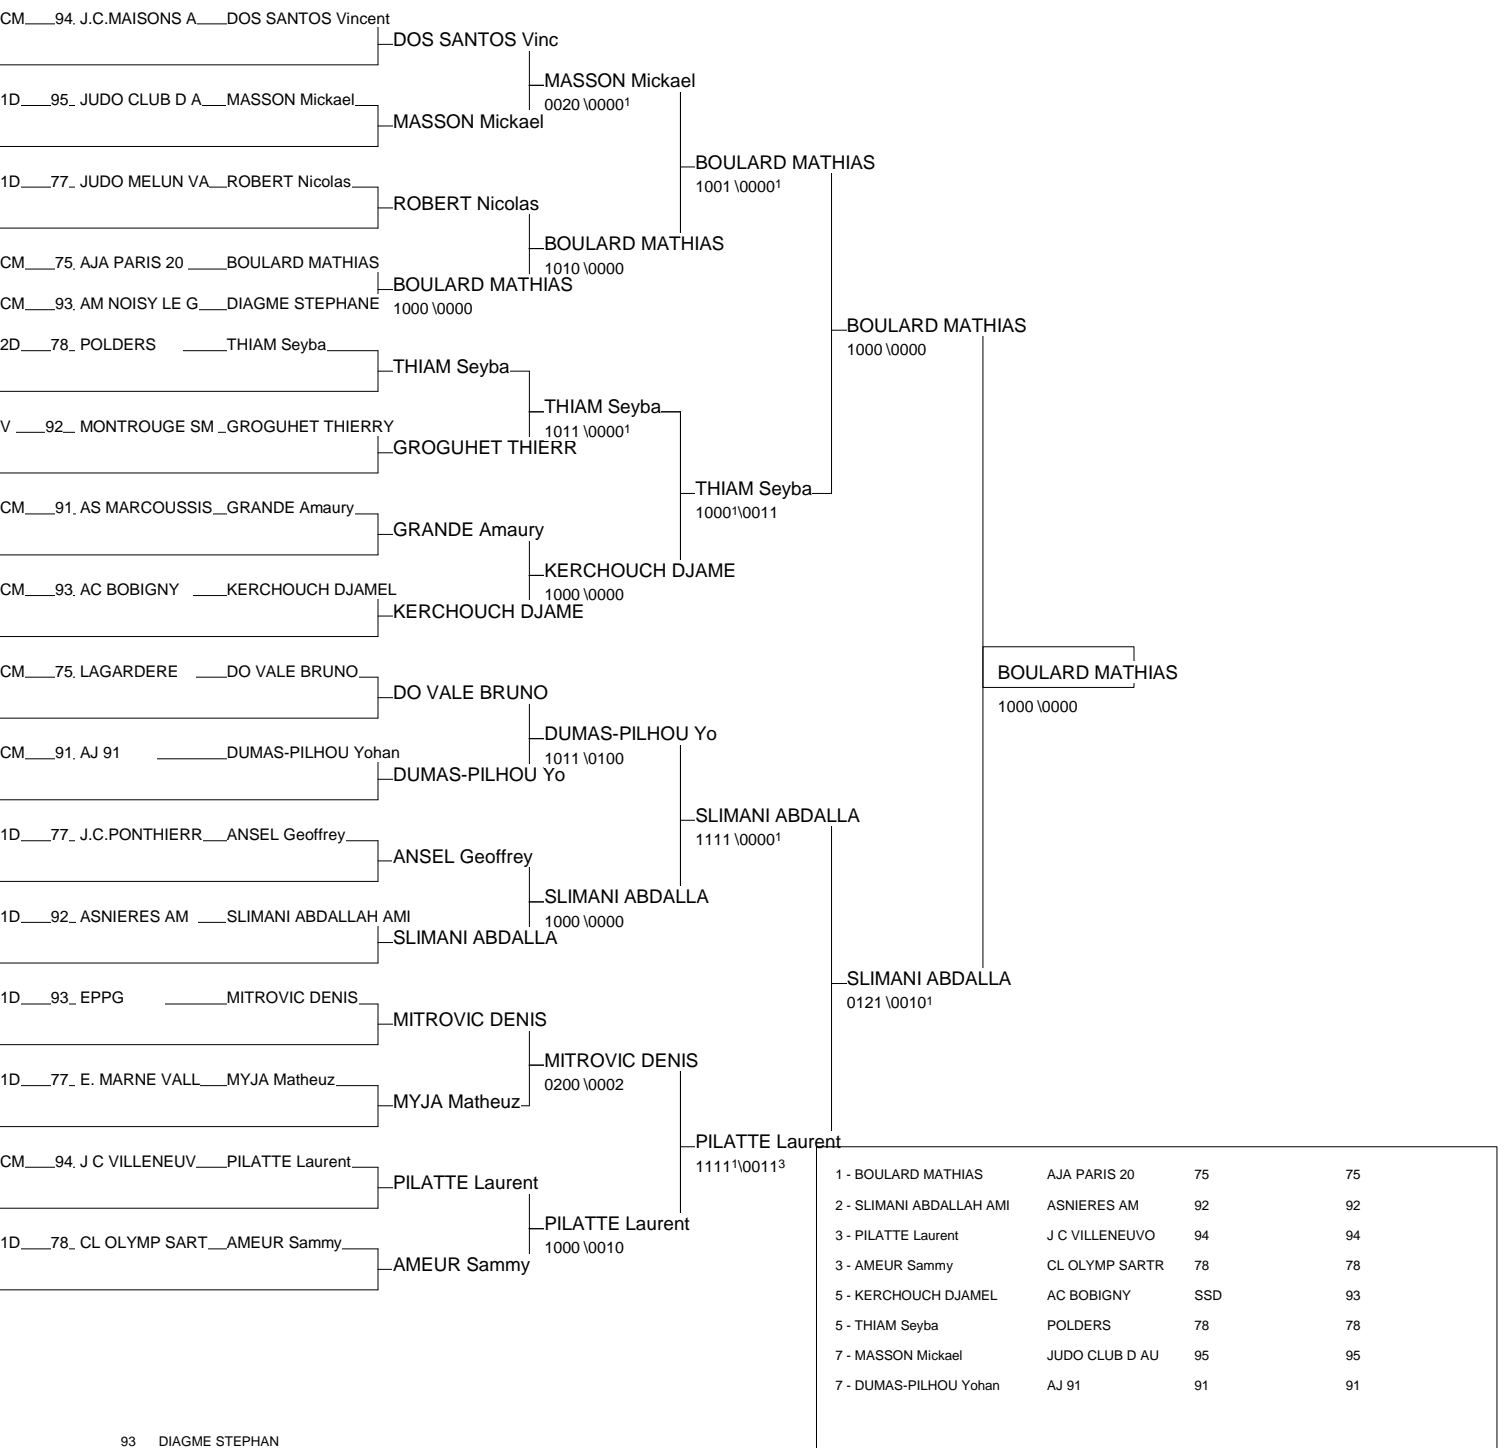 CM 94 J.C.MAISONS A DOS SANTOS Vincent
DOS SANTOS Vinc
MASSON Mickael
0020 \0000¹
1D 95 JUDO CLUB D A MASSON Mickael
MASSON Mickael
BOULARD MATHIAS
1001 \0000¹
1D 77 JUDO MELUN VA ROBERT Nicolas
ROBERT Nicolas
BOULARD MATHIAS
1010 \0000
CM 75 AJA PARIS 20 BOULARD MATHIAS
BOULARD MATHIAS
1000 \0000
CM 93 AM NOISY LE G DIAGME STEPHANE
BOULARD MATHIAS
1000 \0000
2D 78 POLDERS THIAM Seyba
THIAM Seyba
THIAM Seyba
1011 \0000¹
V 92 MONTROUGE SM GROGUHET THIERRY
GROGUHET THIERR
THIAM Seyba
1000¹\0011
CM 91 AS MARCOUSSIS GRANDE Amaury
GRANDE Amaury
KERCHOUCH DJAME
1000 \0000
CM 93 AC BOBIGNY KERCHOUCH DJAMEL
KERCHOUCH DJAME
BOULARD MATHIAS
1000 \0000
CM 75 LAGARDERE DO VALE BRUNO
DO VALE BRUNO
DUMAS-PILHOU Yo
1011 \0100
CM 91 AJ 91 DUMAS-PILHOU Yohan
DUMAS-PILHOU Yo
SLIMANI ABDALLA
1111 \0000¹
1D 77 J.C.PONTHIERR ANSEL Geoffrey
ANSEL Geoffrey
SLIMANI ABDALLA
1000 \0000
1D 92 ASNIERES AM SLIMANI ABDALLAH AMI
SLIMANI ABDALLA
SLIMANI ABDALLA
0121 \0010¹
1D 93 EPPG MITROVIC DENIS
MITROVIC DENIS
MITROVIC DENIS
0200 \0002
1D 77 E. MARNE VALL MYJA Matheuz
MYJA Matheuz
PILATTE Laurent
1111¹\0011³
CM 94 J C VILLENEUV PILATTE Laurent
PILATTE Laurent
PILATTE Laurent
1000 \0010
1D 78 CL OLYMP SART AMEUR Sammy
AMEUR Sammy
1 - BOULARD MATHIAS AJA PARIS 20 75 75
2 - SLIMANI ABDALLAH AMI ASNIERES AM 92 92
3 - PILATTE Laurent J C VILLENEUVO 94 94
3 - AMEUR Sammy CL OLYMP SARTR 78 78
5 - KERCHOUCH DJAMEL AC BOBIGNY SSD 93
5 - THIAM Seyba POLDERS 78 78
7 - MASSON Mickael JUDO CLUB D AU 95 95
7 - DUMAS-PILHOU Yohan AJ 91 91 91
93 DIAGME STEPHAN